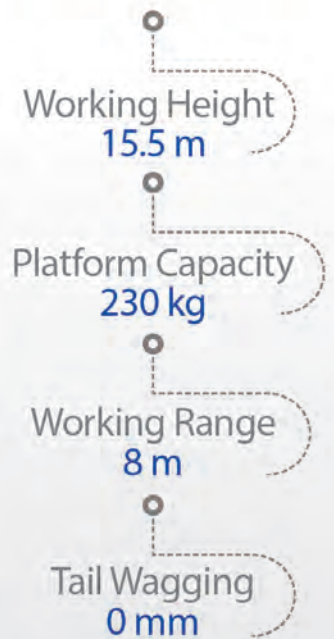 Working Height
15.5 m
Platform Capacity
230 kg
Working Range
8 m
Tail Wagging
0 mm